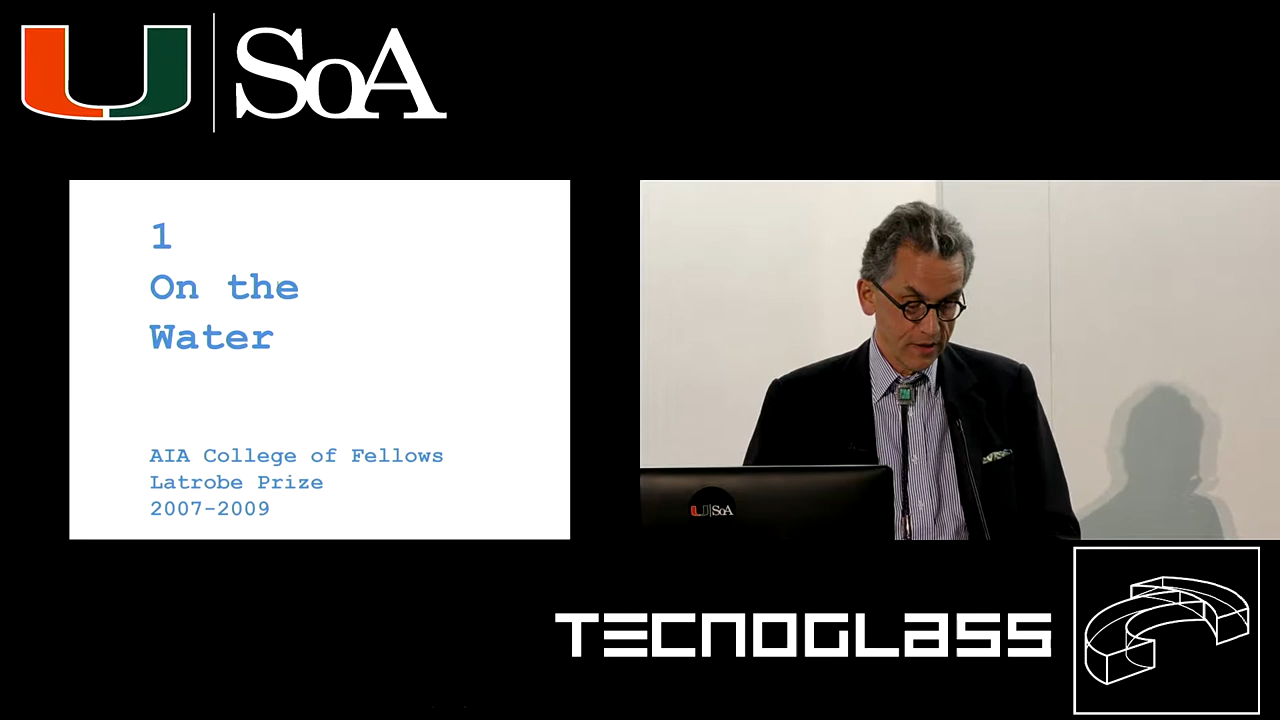 U SoA
1
On the
Water
AIA College of Fellows
Latrobe Prize
2007-2009
U SoA
TECNOGLASS